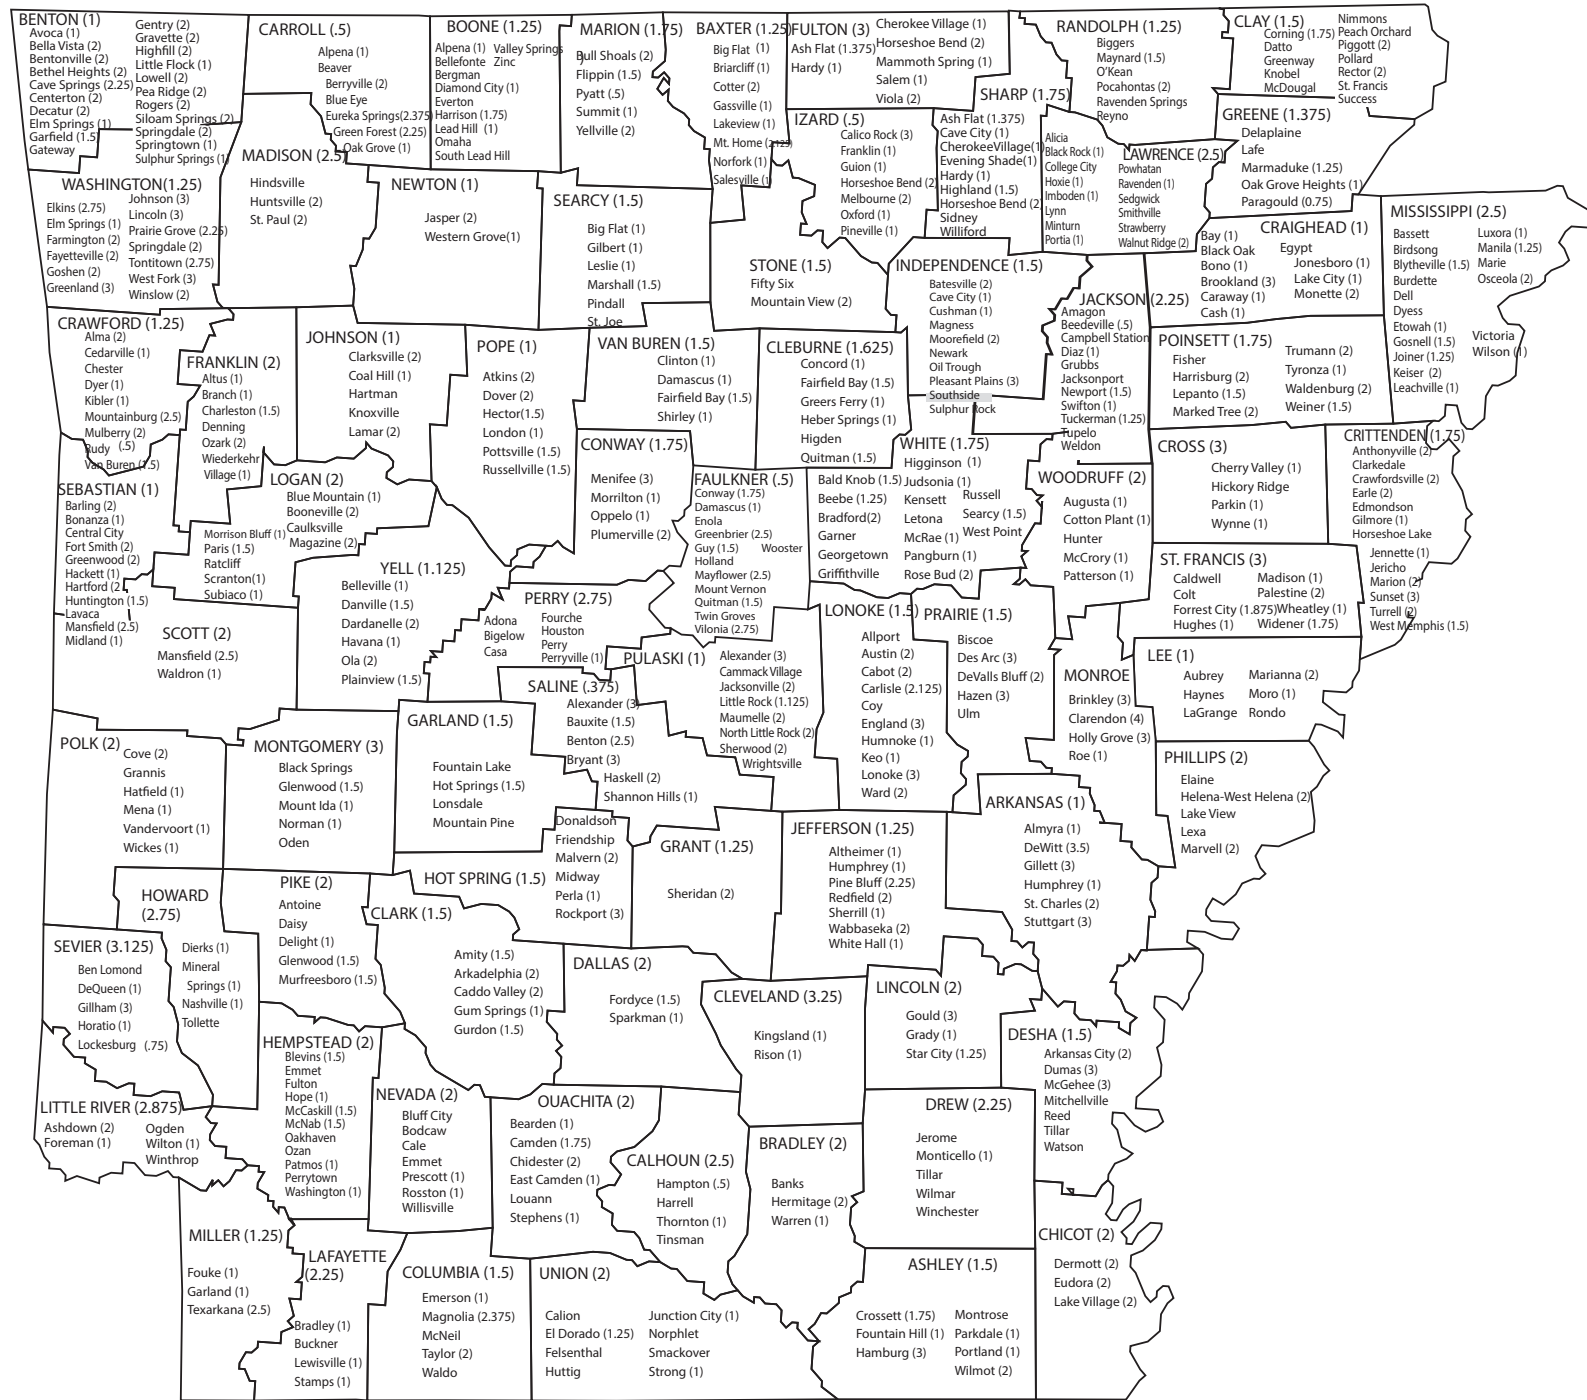 BENTON (1)
Avoca (1)
Bella Vista (2)
Bentonville (2)
Bethel Heights (2)
Cave Springs (2.25)
Centerton (2)
Decatur (2)
Elm Springs (1)
Garfield (1.5)
Gateway
Gentry (2)
Gravette (2)
Highfill (2)
Little Flock (1)
Lowell (2)
Pea Ridge (2)
Rogers (2)
Siloam Springs (2)
Springdale (2)
Springtown (1)
Sulphur Springs (1)
CARROLL (.5)
Alpena (1)
Beaver
Berryville (2)
Blue Eye
Eureka Springs(2.375)
Green Forest (2.25)
Oak Grove (1)
BOONE (1.25)
Alpena (1)
Bellefonte
Bergman
Diamond City (1)
Everton
Harrison (1.75)
Lead Hill (1)
Omaha
South Lead Hill
Valley Springs
Zinc
MARION (1.75)
Bull Shoals (2)
Flippin (1.5)
Pyatt (.5)
Summit (1)
Yellville (2)
BAXTER (1.25)
Big Flat (1)
Briarcliff (1)
Cotter (2)
Gassville (1)
Lakeview (1)
Mt. Home (2.125)
Norfork (1)
Salesville (1)
FULTON (3)
Ash Flat (1.375)
Hardy (1)
Cherokee Village (1)
Horseshoe Bend (2)
Mammoth Spring (1)
Salem (1)
Viola (2)
SHARP (1.75)
Ash Flat (1.375)
Cave City (1)
CherokeeVillage(1)
Evening Shade(1)
Hardy (1)
Highland (1.5)
Horseshoe Bend (2)
Sidney
Williford
RANDOLPH (1.25)
Biggers
Maynard (1.5)
O'Kean
Pocahontas (2)
Ravenden Springs
Reyno
CLAY (1.5)
Corning (1.75)
Datto
Greenway
Knobel
McDougal
Nimmons
Peach Orchard
Piggott (2)
Pollard
Rector (2)
St. Francis
Success
GREENE (1.375)
Delaplaine
Lafe
Marmaduke (1.25)
Oak Grove Heights (1)
Paragould (0.75)
IZARD (.5)
Calico Rock (3)
Franklin (1)
Guion (1)
Horseshoe Bend (2)
Melbourne (2)
Oxford (1)
Pineville (1)
LAWRENCE (2.5)
Alicia
Black Rock (1)
College City
Hoxie (1)
Imboden (1)
Lynn
Minturn
Portia (1)
Powhatan
Ravenden (1)
Sedgwick
Smithville
Strawberry
Walnut Ridge (2)
MADISON (2.5)
Hindsville
Huntsville (2)
St. Paul (2)
WASHINGTON(1.25)
Elkins (2.75)
Elm Springs (1)
Farmington (2)
Fayetteville (2)
Goshen (2)
Greenland (3)
Johnson (3)
Lincoln (3)
Prairie Grove (2.25)
Springdale (2)
Tontitown (2.75)
West Fork (3)
Winslow (2)
NEWTON (1)
Jasper (2)
Western Grove(1)
SEARCY (1.5)
Big Flat (1)
Gilbert (1)
Leslie (1)
Marshall (1.5)
Pindall
St. Joe
STONE (1.5)
Fifty Six
Mountain View (2)
INDEPENDENCE (1.5)
Batesville (2)
Cave City (1)
Cushman (1)
Magness
Moorefield (2)
Newark
Oil Trough
Pleasant Plains (3)
Southside
Sulphur Rock
JACKSON (2.25)
Amagon
Beedeville (.5)
Campbell Station
Diaz (1)
Grubbs
Jacksonport
Newport (1.5)
Swifton (1)
Tuckerman (1.25)
Tupelo
Weldon
CRAIGHEAD (1)
Bay (1)
Black Oak
Bono (1)
Brookland (3)
Caraway (1)
Cash (1)
Egypt
Jonesboro (1)
Lake City (1)
Monette (2)
MISSISSIPPI (2.5)
Bassett
Birdsong
Blytheville (1.5)
Burdette
Dell
Dyess
Etowah (1)
Gosnell (1.5)
Joiner (1.25)
Keiser (2)
Leachville (1)
Luxora (1)
Manila (1.25)
Marie
Osceola (2)
Victoria
Wilson (1)
CRAWFORD (1.25)
Alma (2)
Cedarville (1)
Chester
Dyer (1)
Kibler (1)
Mountainburg (2.5)
Mulberry (2)
Rudy (.5)
Van Buren (1.5)
FRANKLIN (2)
Altus (1)
Branch (1)
Charleston (1.5)
Denning
Ozark (2)
Wiederkehr
Village (1)
JOHNSON (1)
Clarksville (2)
Coal Hill (1)
Hartman
Knoxville
Lamar (2)
POPE (1)
Atkins (2)
Dover (2)
Hector(1.5)
London (1)
Pottsville (1.5)
Russellville (1.5)
VAN BUREN (1.5)
Clinton (1)
Damascus (1)
Fairfield Bay (1.5)
Shirley (1)
CLEBURNE (1.625)
Concord (1)
Fairfield Bay (1.5)
Greers Ferry (1)
Heber Springs (1)
Higden
Quitman (1.5)
POINSETT (1.75)
Fisher
Harrisburg (2)
Lepanto (1.5)
Marked Tree (2)
Trumann (2)
Tyronza (1)
Waldenburg (2)
Weiner (1.5)
CONWAY (1.75)
Menifee (3)
Morrilton (1)
Oppelo (1)
Plumerville (2)
FAULKNER (.5)
Conway (1.75)
Damascus (1)
Enola
Greenbrier (2.5)
Guy (1.5)
Holland
Mayflower (2.5)
Mount Vernon
Quitman (1.5)
Twin Groves
Vilonia (2.75)
Wooster
WHITE (1.75)
Bald Knob (1.5)
Beebe (1.25)
Bradford(2)
Garner
Georgetown
Griffithville
Higginson (1)
Judsonia (1)
Kensett
Letona
McRae (1)
Pangburn (1)
Rose Bud (2)
Russell
Searcy (1.5)
West Point
WOODRUFF (2)
Augusta (1)
Cotton Plant (1)
Hunter
McCrory (1)
Patterson (1)
CROSS (3)
Cherry Valley (1)
Hickory Ridge
Parkin (1)
Wynne (1)
CRITTENDEN (1.75)
Anthonyville (2)
Clarkedale
Crawfordsville (2)
Earle (2)
Edmondson
Gilmore (1)
Horseshoe Lake
Jennette (1)
Jericho
Marion (2)
Sunset (3)
Turrell (2)
West Memphis (1.5)
SEBASTIAN (1)
Barling (2)
Bonanza (1)
Central City
Fort Smith (2)
Greenwood (2)
Hackett (1)
Hartford (2)
Huntington (1.5)
Lavaca
Mansfield (2.5)
Midland (1)
LOGAN (2)
Blue Mountain (1)
Booneville (2)
Caulksville
Magazine (2)
Morrison Bluff (1)
Paris (1.5)
Ratcliff
Scranton(1)
Subiaco (1)
YELL (1.125)
Belleville (1)
Danville (1.5)
Dardanelle (2)
Havana (1)
Ola (2)
Plainview (1.5)
PERRY (2.75)
Adona
Bigelow
Casa
Fourche
Houston
Perry
Perryville (1)
ST. FRANCIS (3)
Caldwell
Colt
Forrest City (1.875)
Hughes (1)
Madison (1)
Palestine (2)
Wheatley (1)
Widener (1.75)
SCOTT (2)
Mansfield (2.5)
Waldron (1)
PULASKI (1)
Alexander (3)
Cammack Village
Jacksonville (2)
Little Rock (1.125)
Maumelle (2)
North Little Rock (2)
Sherwood (2)
Wrightsville
LONOKE (1.5)
Allport
Austin (2)
Cabot (2)
Carlisle (2.125)
Coy
England (3)
Humnoke (1)
Keo (1)
Lonoke (3)
Ward (2)
PRAIRIE (1.5)
Biscoe
Des Arc (3)
DeValls Bluff (2)
Hazen (3)
Ulm
MONROE
Brinkley (3)
Clarendon (4)
Holly Grove (3)
Roe (1)
LEE (1)
Aubrey
Haynes
LaGrange
Marianna (2)
Moro (1)
Rondo
SALINE (.375)
Alexander (3)
Bauxite (1.5)
Benton (2.5)
Bryant (3)
Haskell (2)
Shannon Hills (1)
GARLAND (1.5)
Fountain Lake
Hot Springs (1.5)
Lonsdale
Mountain Pine
POLK (2)
Cove (2)
Grannis
Hatfield (1)
Mena (1)
Vandervoort (1)
Wickes (1)
MONTGOMERY (3)
Black Springs
Glenwood (1.5)
Mount Ida (1)
Norman (1)
Oden
PHILLIPS (2)
Elaine
Helena-West Helena (2)
Lake View
Lexa
Marvell (2)
ARKANSAS (1)
Almyra (1)
DeWitt (3.5)
Gillett (3)
Humphrey (1)
St. Charles (2)
Stuttgart (3)
JEFFERSON (1.25)
Altheimer (1)
Humphrey (1)
Pine Bluff (2.25)
Redfield (2)
Sherrill (1)
Wabbaseka (2)
White Hall (1)
GRANT (1.25)
Sheridan (2)
HOT SPRING (1.5)
Donaldson
Friendship
Malvern (2)
Midway
Perla (1)
Rockport (3)
HOWARD
(2.75)
Dierks (1)
Mineral
Springs (1)
Nashville (1)
Tollette
PIKE (2)
Antoine
Daisy
Delight (1)
Glenwood (1.5)
Murfreesboro (1.5)
CLARK (1.5)
Amity (1.5)
Arkadelphia (2)
Caddo Valley (2)
Gum Springs (1)
Gurdon (1.5)
SEVIER (3.125)
Ben Lomond
DeQueen (1)
Gillham (3)
Horatio (1)
Lockesburg (.75)
DALLAS (2)
Fordyce (1.5)
Sparkman (1)
CLEVELAND (3.25)
Kingsland (1)
Rison (1)
LINCOLN (2)
Gould (3)
Grady (1)
Star City (1.25)
DESHA (1.5)
Arkansas City (2)
Dumas (3)
McGehee (3)
Mitchellville
Reed
Tillar
Watson
HEMPSTEAD (2)
Blevins (1.5)
Emmet
Fulton
Hope (1)
McCaskill (1.5)
McNab (1.5)
Oakhaven
Ozan
Patmos (1)
Perrytown
Washington (1)
LITTLE RIVER (2.875)
Ashdown (2)
Foreman (1)
Ogden
Wilton (1)
Winthrop
NEVADA (2)
Bluff City
Bodcaw
Cale
Emmet
Prescott (1)
Rosston (1)
Willisville
OUACHITA (2)
Bearden (1)
Camden (1.75)
Chidester (2)
East Camden (1)
Louann
Stephens (1)
CALHOUN (2.5)
Hampton (.5)
Harrell
Thornton (1)
Tinsman
BRADLEY (2)
Banks
Hermitage (2)
Warren (1)
DREW (2.25)
Jerome
Monticello (1)
Tillar
Wilmar
Winchester
MILLER (1.25)
Fouke (1)
Garland (1)
Texarkana (2.5)
LAFAYETTE
(2.25)
Bradley (1)
Buckner
Lewisville (1)
Stamps (1)
COLUMBIA (1.5)
Emerson (1)
Magnolia (2.375)
McNeil
Taylor (2)
Waldo
UNION (2)
Calion
El Dorado (1.25)
Felsenthal
Huttig
Junction City (1)
Norphlet
Smackover
Strong (1)
ASHLEY (1.5)
Crossett (1.75)
Fountain Hill (1)
Hamburg (3)
Montrose
Parkdale (1)
Portland (1)
Wilmot (2)
CHICOT (2)
Dermott (2)
Eudora (2)
Lake Village (2)